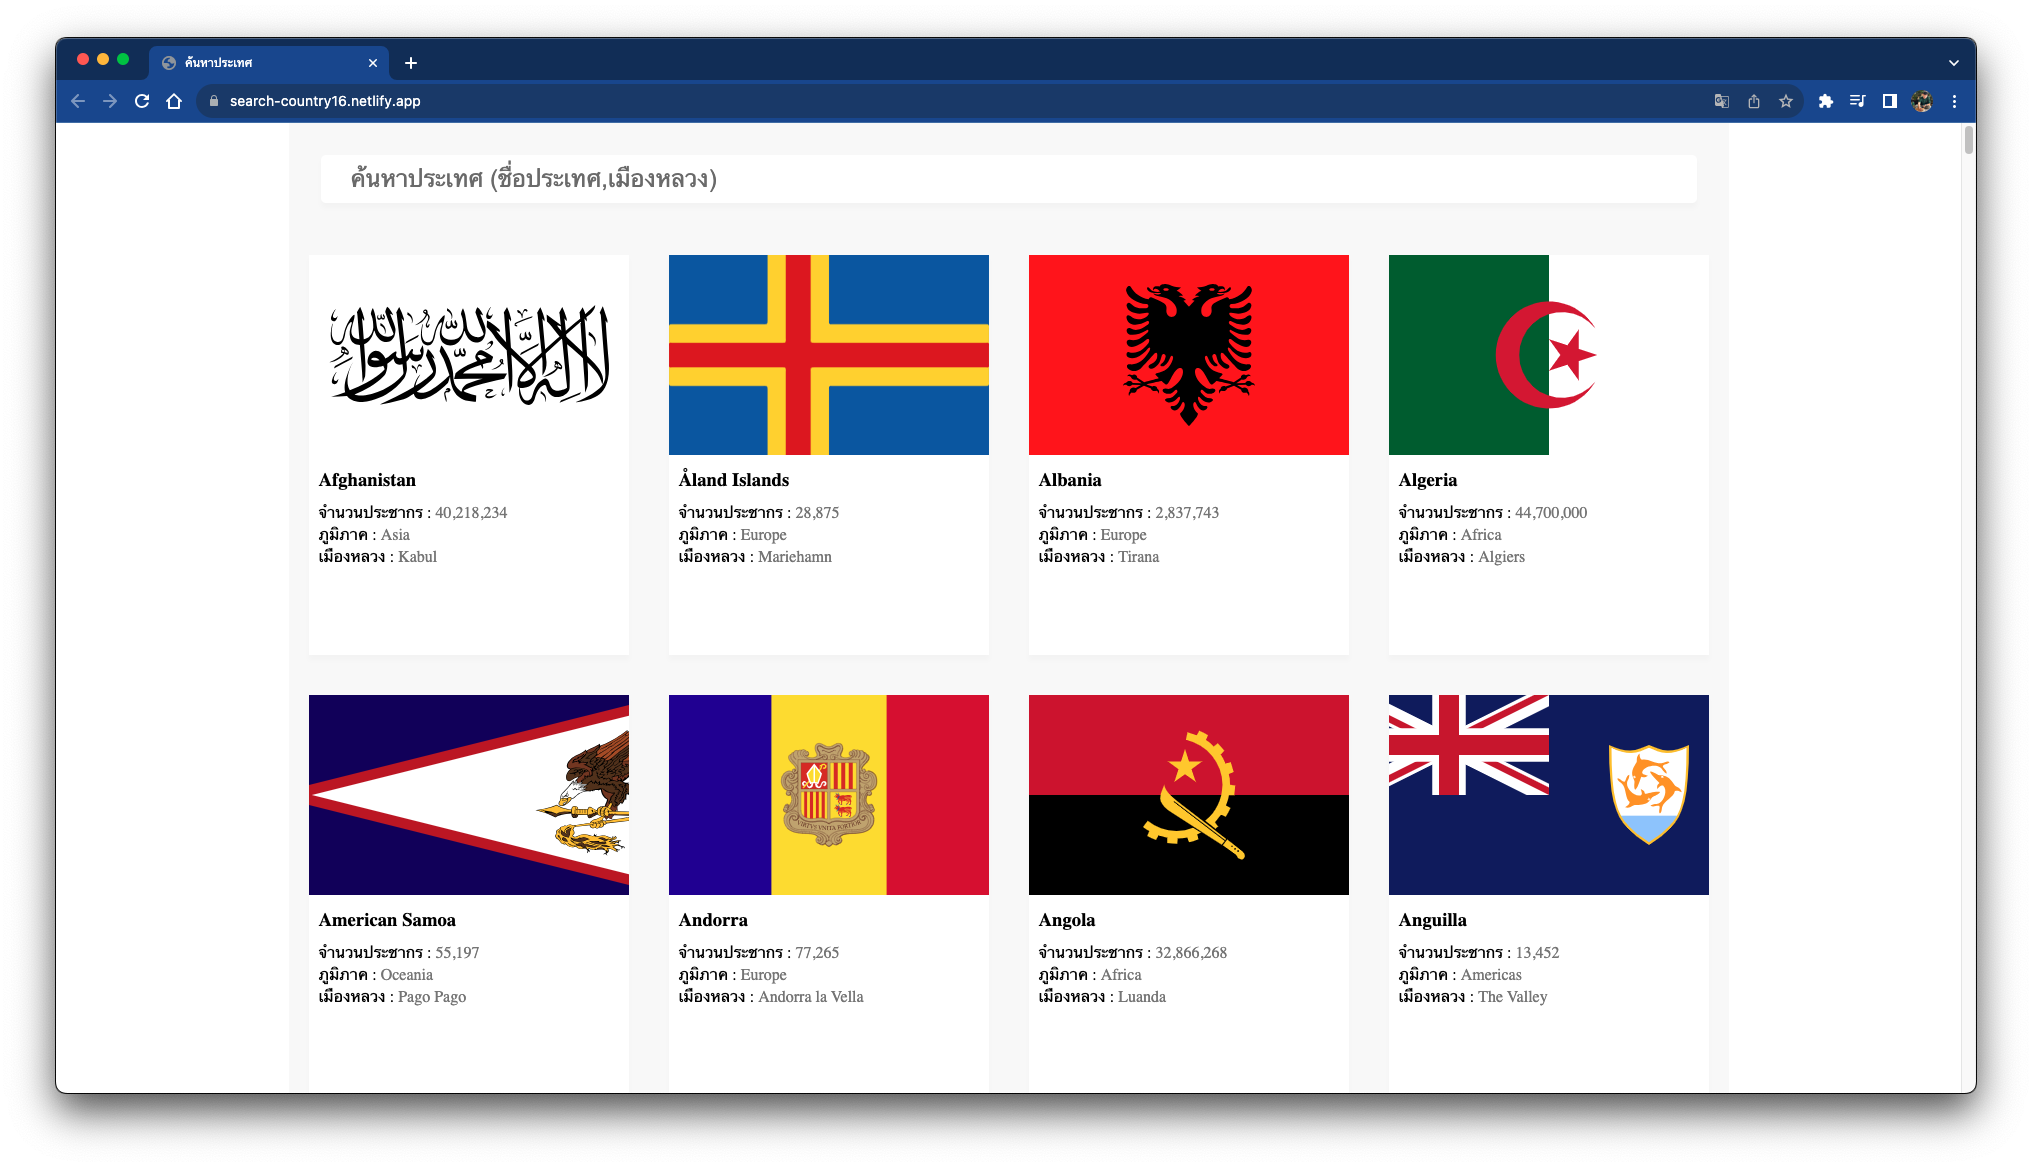 ค้นหาประเทศ
search-country16.netlify.app
ค้นหาประเทศ (ชื่อประเทศ,เมืองหลวง)
لا إله إلا الله محمد رسول الله
Afghanistan
จำนวนประชากร : 40,218,234
ภูมิภาค : Asia
เมืองหลวง : Kabul
Åland Islands
จำนวนประชากร : 28,875
ภูมิภาค : Europe
เมืองหลวง : Mariehamn
Albania
จำนวนประชากร : 2,837,743
ภูมิภาค : Europe
เมืองหลวง : Tirana
Algeria
จำนวนประชากร : 44,700,000
ภูมิภาค : Africa
เมืองหลวง : Algiers
American Samoa
จำนวนประชากร : 55,197
ภูมิภาค : Oceania
เมืองหลวง : Pago Pago
VIRTVS VNITA FORTIOR
Andorra
จำนวนประชากร : 77,265
ภูมิภาค : Europe
เมืองหลวง : Andorra la Vella
Angola
จำนวนประชากร : 32,866,268
ภูมิภาค : Africa
เมืองหลวง : Luanda
Anguilla
จำนวนประชากร : 13,452
ภูมิภาค : Americas
เมืองหลวง : The Valley